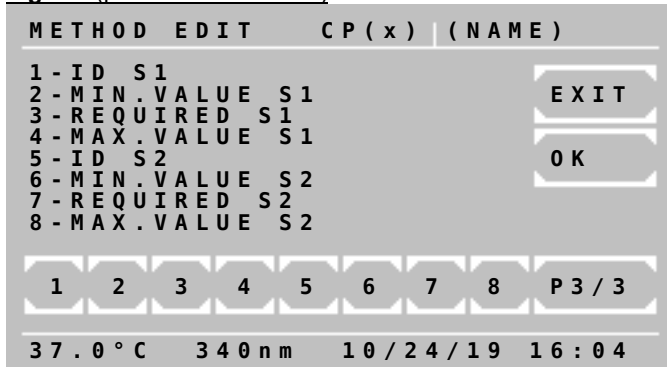 METHOD EDIT CP(x) (NAME)
1-ID S1
2-MIN.VALUE S1
3-REQUIRED S1
4-MAX.VALUE S1
5-ID S2
6-MIN.VALUE S2
7-REQUIRED S2
8-MAX.VALUE S2
EXIT
OK
1 2 3 4 5 6 7 8 P3/3
37.0°C 340nm 10/24/19 16:04